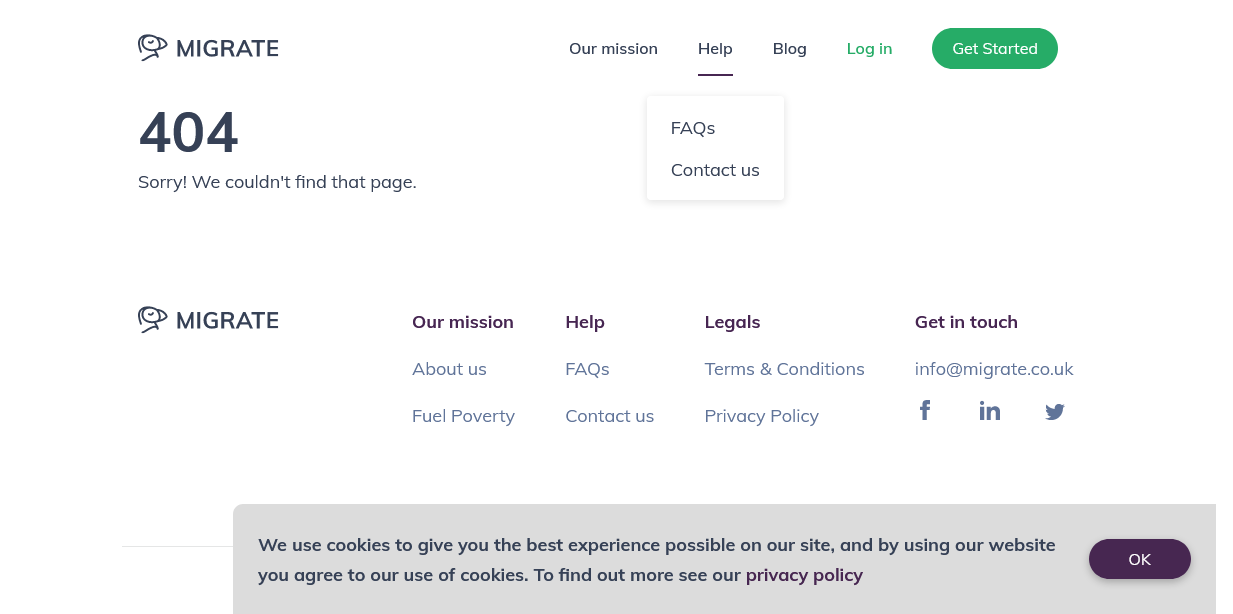 MIGRATE
Our mission Help Blog Log in Get Started
404
Sorry! We couldn't find that page.
FAQs
Contact us
MIGRATE
Our mission
About us
Fuel Poverty
Help
FAQs
Contact us
Legals
Terms & Conditions
Privacy Policy
Get in touch
info@migrate.co.uk
We use cookies to give you the best experience possible on our site, and by using our website
you agree to our use of cookies. To find out more see our privacy policy
OK